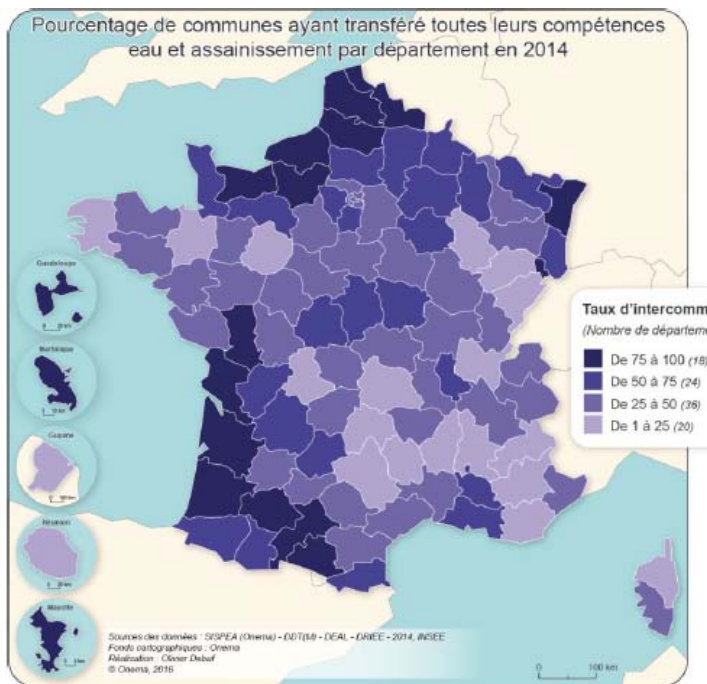 Pourcentage de communes ayant transféré toutes leurs compétences
eau et assainissement par département en 2014
Guadeloupe
Martinique
Guyane
Réunion
Mayotte
Taux d'intercomm
(Nombre de départeme
De 75 à 100 (18)
De 50 à 75 (24)
De 25 à 50 (36)
De 1 à 25 (20)
Sources des données : SISPEA (Onema) - DDT(M) - DEAL - DRIEE - 2014, INSEE
Fonds cartographiques : Onema
Réalisation : Olivier Debuf
© Onema, 2016
0 100 km